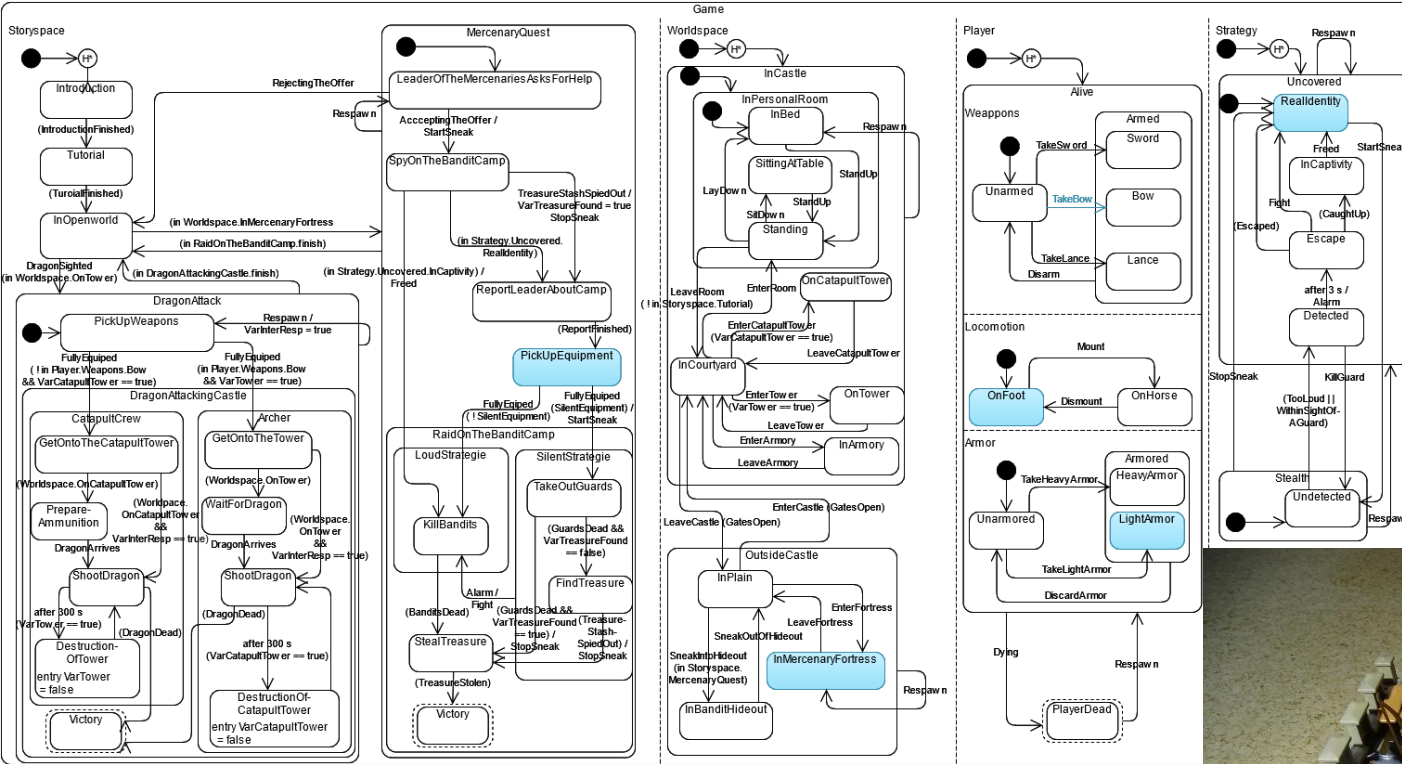 Game
Storyspace
H*
Introduction
(IntroductionFinished)
Tutorial
(TurorialFinished)
InOpenworld
DragonSighted
(in Worldspace.OnTower)
RejectingTheOffer
(in Worldspace.InMercenaryFortress)
(in RaidOnTheBanditCamp.finish)
(in DragonAttackingCastle.finish)
DragonAttack
PickUpWeapons
Respawn /
VarInterResp = true
FullyEquiped
( ! in Player.Weapons.Bow
&& VarCatapultTower == true)
FullyEquiped
(in Player.Weapons.Bow
&& VarTower == true)
DragonAttackingCastle
CatapultCrew
GetOntoTheCatapultTower
(Worldspace.OnCatapultTower)
Prepare-
Ammunition
(Worldpace.
OnCatapultTower
&&
VarInterResp == true)
DragonArrives
ShootDragon
after 300 s
(VarTower == true)
(DragonDead)
Destruction-
OfTower
entry VarTower
= false
Victory
Archer
GetOntoTheTower
(Worldspace.OnTower)
WaitForDragon
(Worldspace.
OnTower
&&
VarInterResp == true)
DragonArrives
ShootDragon
(DragonDead)
after 300 s
(VarCatapultTower == true)
DestructionOf-
CatapultTower
entry VarCatapultTower
= false
MercenaryQuest
LeaderOfTheMercenariesAsksForHelp
Respawn
AccceptingTheOffer /
StartSneak
SpyOnTheBanditCamp
TreasureStashSpiedOut /
VarTreasureFound = true
StopSneak
(in Strategy.Uncovered.
RealIdentity)
(in Strategy.Uncovered.InCaptivity) /
Freed
ReportLeaderAboutCamp
(ReportFinished)
PickUpEquipment
FullyEquiped
( ! SilentEquipment)
FullyEquiped
(SilentEquipment) /
StartSneak
RaidOnTheBanditCamp
LoudStrategie
KillBandits
SilentStrategie
TakeOutGuards
(GuardsDead &&
VarTreasureFound
== false)
FindTreasure
Alarm /
Fight
(BanditsDead)
(GuardsDead &&
VarTreasureFound
== true) /
StopSneak
(Treasure-
Stash-
SpiedOut) /
StopSneak
StealTreasure
(TreasureStolen)
Victory
Worldspace
H*
InCastle
InPersonalRoom
InBed
Respawn
SittingAtTable
StandUp
LayDown
StandUp
SitDown
Standing
LeaveRoom
( ! in.Storyspace.Tutorial)
EnterRoom
OnCatapultTower
EnterCatapultTower
(VarCatapultTower == true)
LeaveCatapultTower
InCourtyard
EnterTower
(VarTower == true)
OnTower
LeaveTower
EnterArmory
InArmory
LeaveArmory
EnterCastle (GatesOpen)
LeaveCastle (GatesOpen)
OutsideCastle
InPlain
EnterFortress
LeaveFortress
SneakOutOfHideout
SneakIntoHideout
(in Storyspace.
MercenaryQuest)
InMercenaryFortress
Respawn
InBanditHideout
Player
H*
Alive
Weappons
Armed
Sword
TakeSword
Unarmed
TakeBow
Bow
TakeLance
Lance
Disarm
Locomotion
Mount
OnFoot
Dismount
OnHorse
Armor
Armored
HeavyArmor
TakeHeavyArmor
Unarmored
LightArmor
TakeLightArmor
DiscardArmor
Dying
Respawn
PlayerDead
Strategy
H*
Respawn
Uncovered
RealIdentity
Freed
StartSneak
InCaptivity
Fight
(CaughtUp)
(Escaped)
Escape
after 3 s /
Alarm
Detected
StopSneak
KillGuard
(TooLoud ||
WithinSightOf-
AGuard)
Stealth
Undetected